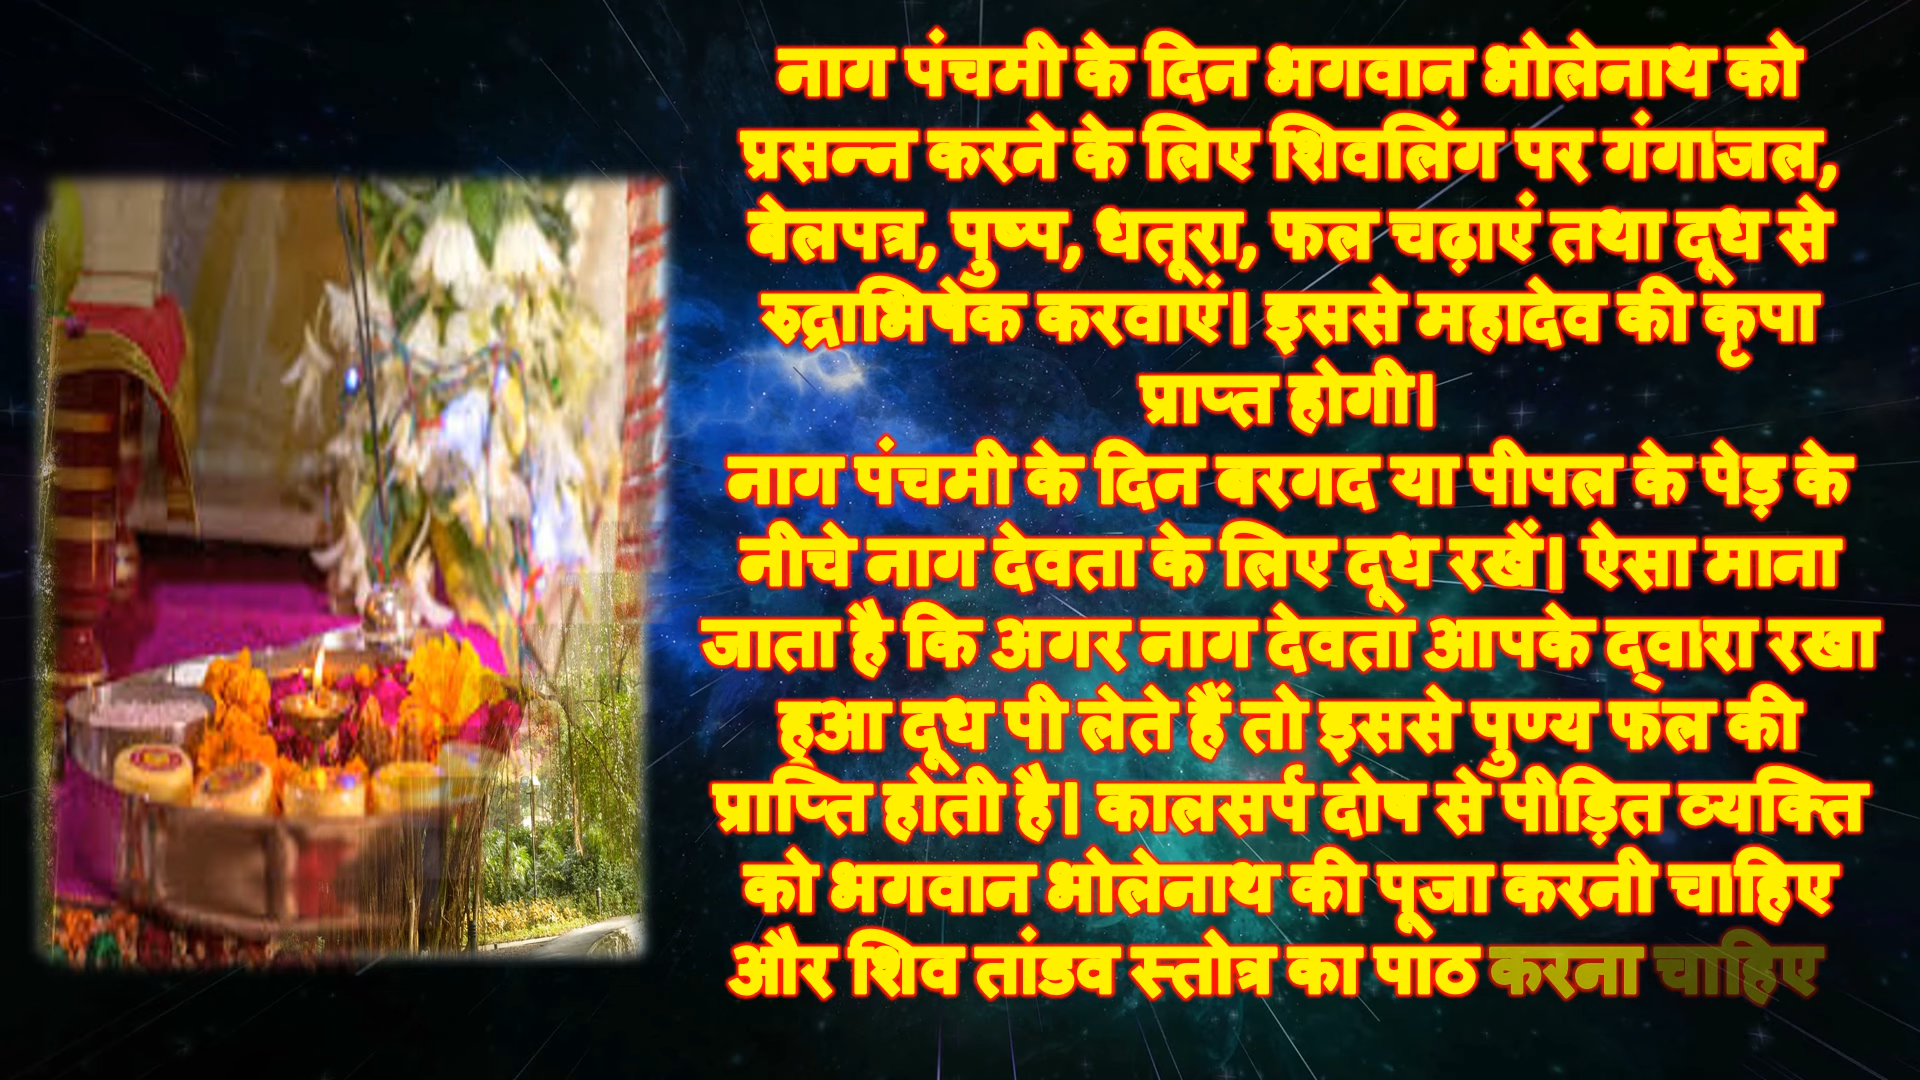 नाग पंचमी के दिन भगवान भोलेनाथ को
प्रसन्न करने के लिए शिवलिंग पर गंगाजल,
बेलपत्र, पुष्प, धतूरा, फल चढ़ाएं तथा दूध से
रुद्राभिषेक करवाएं। इससे महादेव की कृपा
प्राप्त होगी।
नाग पंचमी के दिन बरगद या पीपल के पेड़ के
नीचे नाग देवता के लिए दूध रखें। ऐसा माना
जाता है कि अगर नाग देवता आपके द्वारा रखा
हुआ दूध पी लेते हैं तो इससे पुण्य फल की
प्राप्ति होती है। कालसर्प दोष से पीड़ित व्यक्ति
को भगवान भोलेनाथ की पूजा करनी चाहिए
और शिव तांडव स्तोत्र का पाठ करना चाहिए